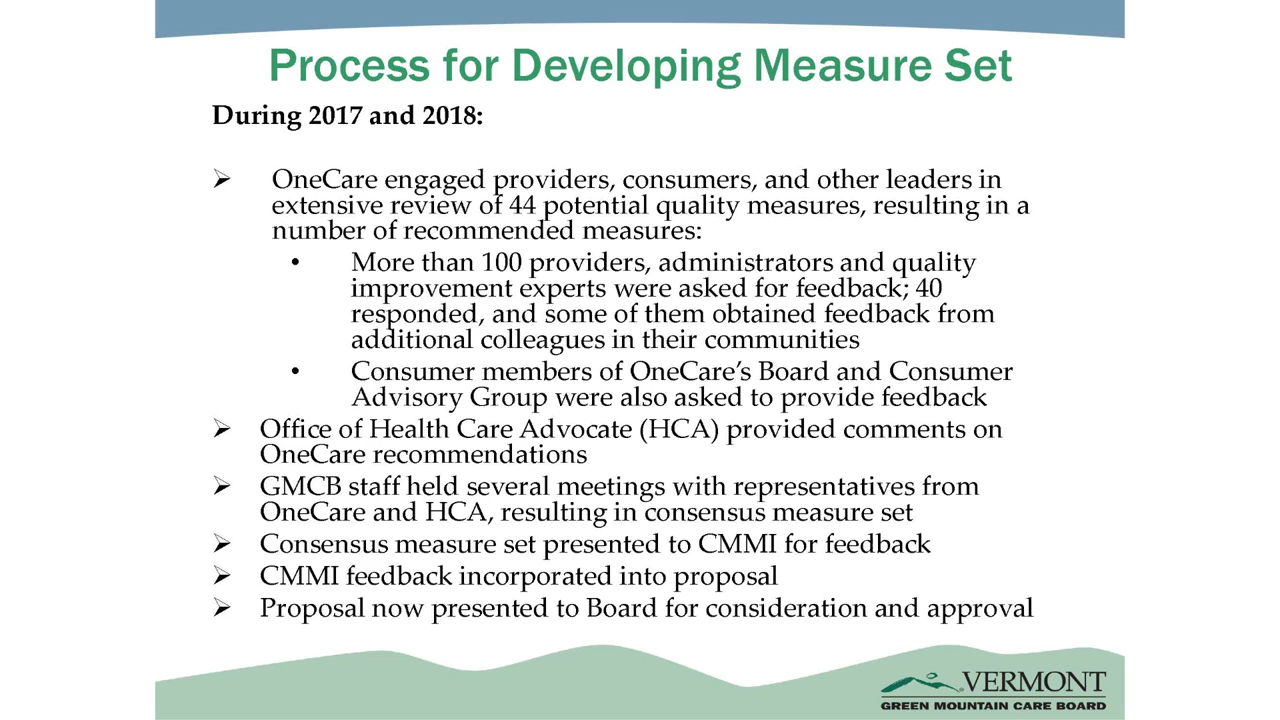 Process for Developing Measure Set
During 2017 and 2018:
➢ OneCare engaged providers, consumers, and other leaders in
extensive review of 44 potential quality measures, resulting in a
number of recommended measures:
• More than 100 providers, administrators and quality
improvement experts were asked for feedback; 40
responded, and some of them obtained feedback from
additional colleagues in their communities
• Consumer members of OneCare’s Board and Consumer
Advisory Group were also asked to provide feedback
➢ Office of Health Care Advocate (HCA) provided comments on
OneCare recommendations
➢ GMCB staff held several meetings with representatives from
OneCare and HCA, resulting in consensus measure set
➢ Consensus measure set presented to CMMI for feedback
➢ CMMI feedback incorporated into proposal
➢ Proposal now presented to Board for consideration and approval
VERMONT
GREEN MOUNTAIN CARE BOARD